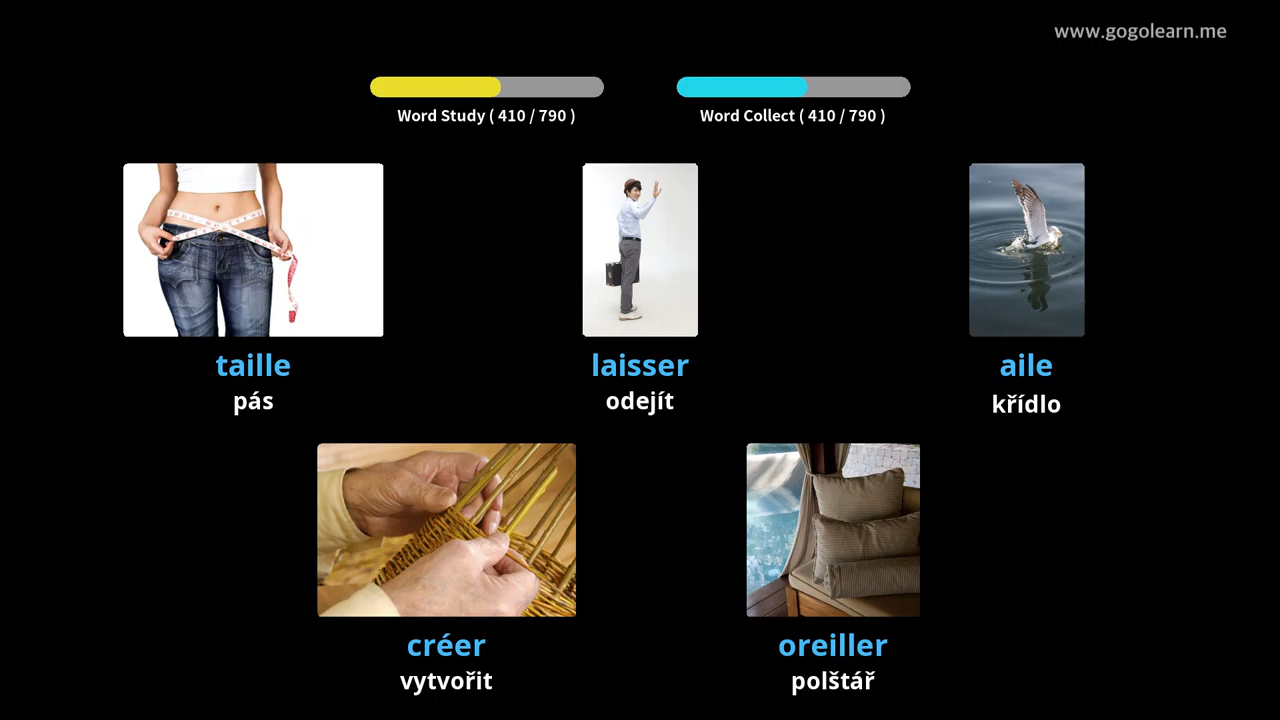 www.gogolearn.me
Word Study ( 410 / 790 )
Word Collect ( 410 / 790 )
taille
pás
laisser
odejít
aile
křídlo
créer
vytvořit
oreiller
polštář